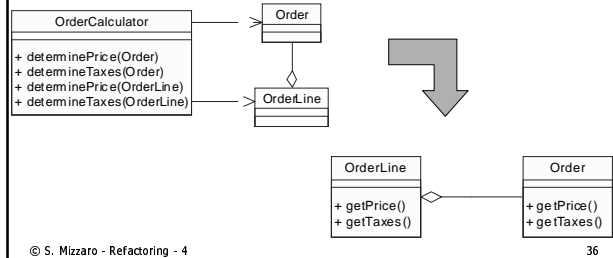 OrderCalculator
+ determinePrice(Order)
+ determineTaxes(Order)
+ determinePrice(OrderLine)
+ determineTaxes(OrderLine)
Order
OrderLine
OrderLine
+ getPrice()
+ getTaxes()
Order
+ getPrice()
+ getTaxes()
© S. Mizzaro - Refactoring - 4
36